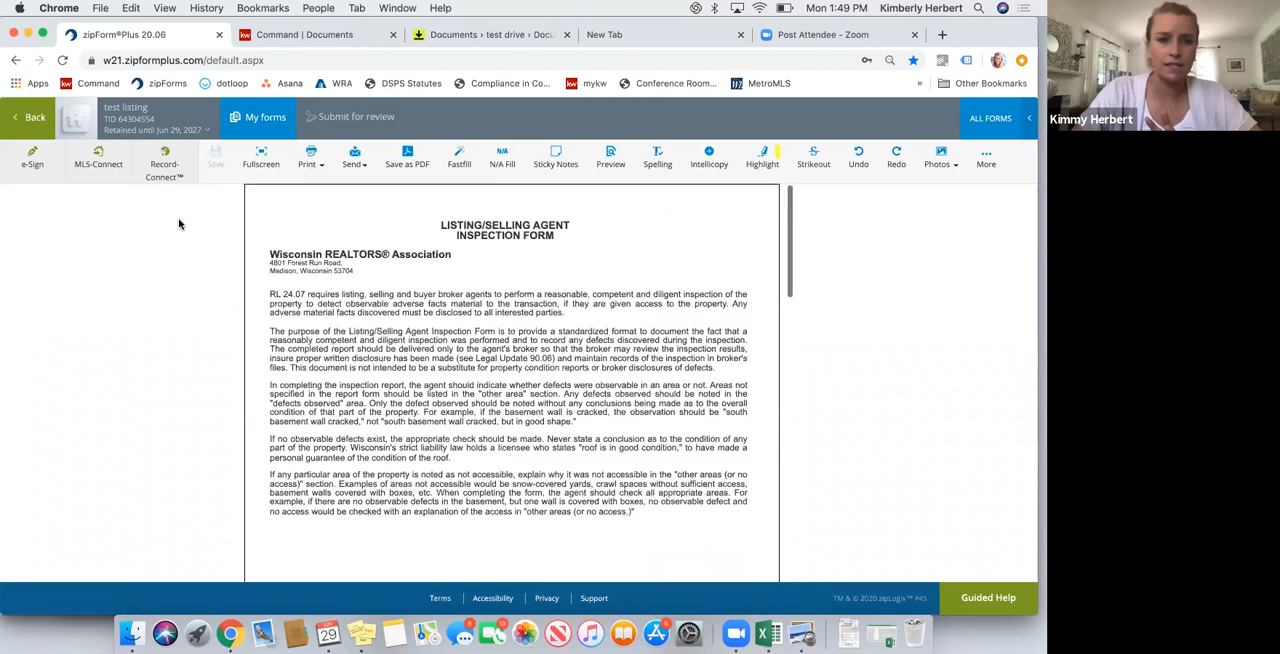 Chrome File Edit View History Bookmarks People Tab Window Help Mon 1:49 PM Kimberly Herbert
zipForm®Plus 20.06 Command | Documents Documents › test drive › Docu New Tab Post Attendee - Zoom
w21.zipformplus.com/default.aspx
Apps Command zipForms dotloop Asana WRA DSPS Statutes Compliance in Co... mykw Conference Room... MetroMLS » Other Bookmarks
Back test listing My forms Submit for review ALL FORMS
TID 64304554
Retained until Jun 29, 2027
e-Sign MLS-Connect Record-Connect™ Save Fullscreen Print Send Save as PDF Fastfill N/A N/A Fill Sticky Notes Preview Spelling Intellicopy Highlight Strikeout Undo Redo Photos More
LISTING/SELLING AGENT
INSPECTION FORM
Wisconsin REALTORS® Association
4801 Forest Run Road,
Madison, Wisconsin 53704
RL 24.07 requires listing, selling and buyer broker agents to perform a reasonable, competent and diligent inspection of the
property to detect observable adverse facts material to the transaction, if they are given access to the property. Any
adverse material facts discovered must be disclosed to all interested parties.
The purpose of the Listing/Selling Agent Inspection Form is to provide a standardized format to document the fact that a
reasonably competent and diligent inspection was performed and to record any defects discovered during the inspection.
The completed report should be delivered only to the agent's broker so that the broker may review the inspection results,
insure proper written disclosure has been made (see Legal Update 90.06) and maintain records of the inspection in broker's
files. This document is not intended to be a substitute for property condition reports or broker disclosures of defects.
In completing the inspection report, the agent should indicate whether defects were observable in an area or not. Areas not
specified in the report form should be listed in the "other area" section. Any defects observed should be noted in the
"defects observed" area. Only the defect observed should be noted without any conclusions being made as to the overall
condition of that part of the property. For example, if the basement wall is cracked, the observation should be "south
basement wall cracked," not "south basement wall cracked, but in good shape."
If no observable defects exist, the appropriate check should be made. Never state a conclusion as to the condition of any
part of the property. Wisconsin's strict liability law holds a licensee who states "roof is in good condition," to have made a
personal guarantee of the condition of the roof.
If any particular area of the property is noted as not accessible, explain why it was not accessible in the "other areas (or no
access)" section. Examples of areas not accessible would be snow-covered yards, crawl spaces without sufficient access,
basement walls covered with boxes, etc. When completing the form, the agent should check all appropriate areas. For
example, if there are no observable defects in the basement, but one wall is covered with boxes, no observable defect and
no access would be checked with an explanation of the access in "other areas (or no access.)"
Terms Accessibility Privacy Support TM & © 2020 zipLogix™ P43 Guided Help
Kimmy Herbert